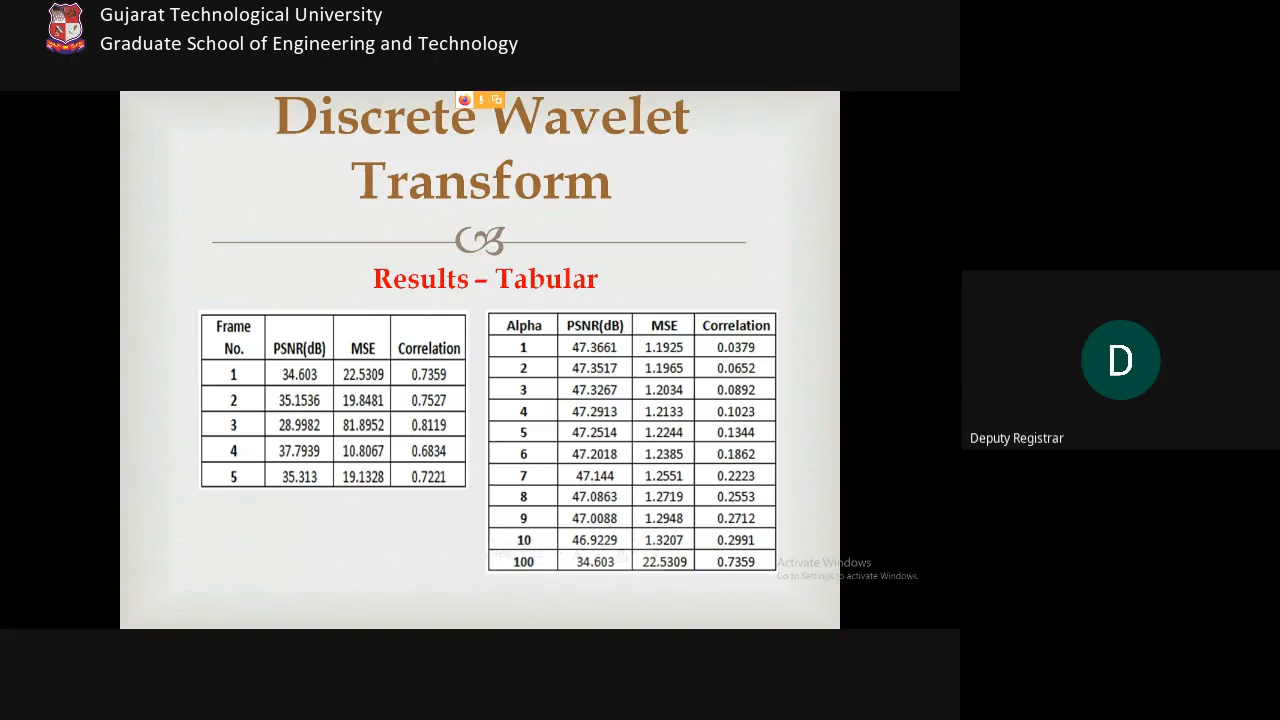 Gujarat Technological University
Graduate School of Engineering and Technology
Discrete Wavelet
Transform
Results – Tabular
Frame No. PSNR(dB) MSE Correlation
1 34.603 22.5309 0.7359
2 35.1536 19.8481 0.7527
3 28.9982 81.8952 0.8119
4 37.7939 10.8067 0.6834
5 35.313 19.1328 0.7221
Alpha PSNR(dB) MSE Correlation
1 47.3661 1.1925 0.0379
2 47.3517 1.1965 0.0652
3 47.3267 1.2034 0.0892
4 47.2913 1.2133 0.1023
5 47.2514 1.2244 0.1344
6 47.2018 1.2385 0.1862
7 47.144 1.2551 0.2223
8 47.0863 1.2719 0.2553
9 47.0088 1.2948 0.2712
10 46.9229 1.3207 0.2991
100 34.603 22.5309 0.7359
Activate Windows
Go to Settings to activate Windows.
D
Deputy Registrar